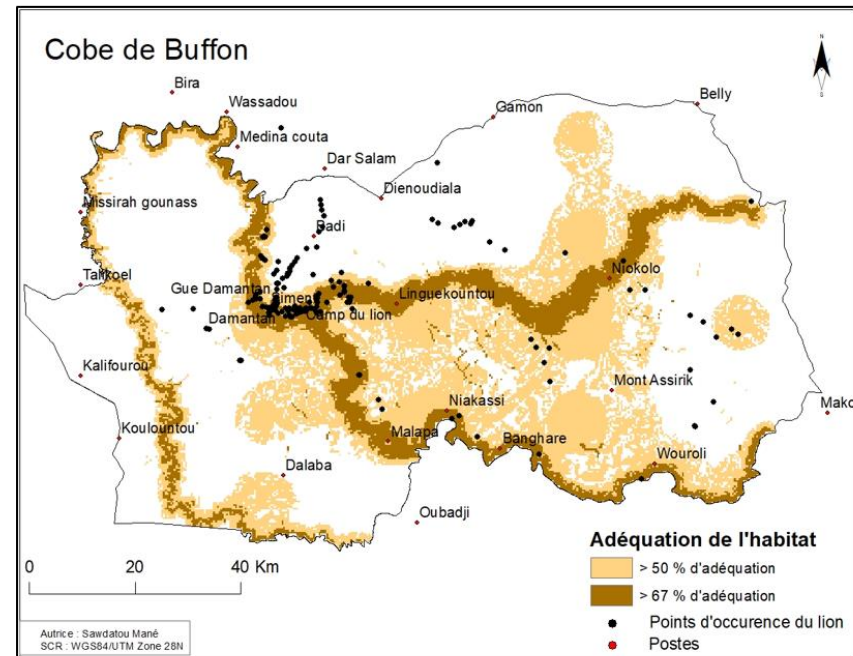 Cobe de Buffon
N
Bira
Wassadou
Belly
Gamon
Medina couta
Dar Salam
Dienoudiala
Missirah gounass
Badi
Niokolo
Gue Damantan
Simenti
Linguekountou
Damantan
Camp du lion
Kalifourou
Mont Assirik
Mako
Niakassi
Koulountou
Malapa
Banghare
Wouroli
Dalaba
Oubadji
Adéquation de l'habitat
> 50 % d'adéquation
> 67 % d'adéquation
Points d'occurence du lion
Postes
0 20 40 Km
Autrice : Sawdatou Mané
SCR : WGS84/UTM Zone 28N